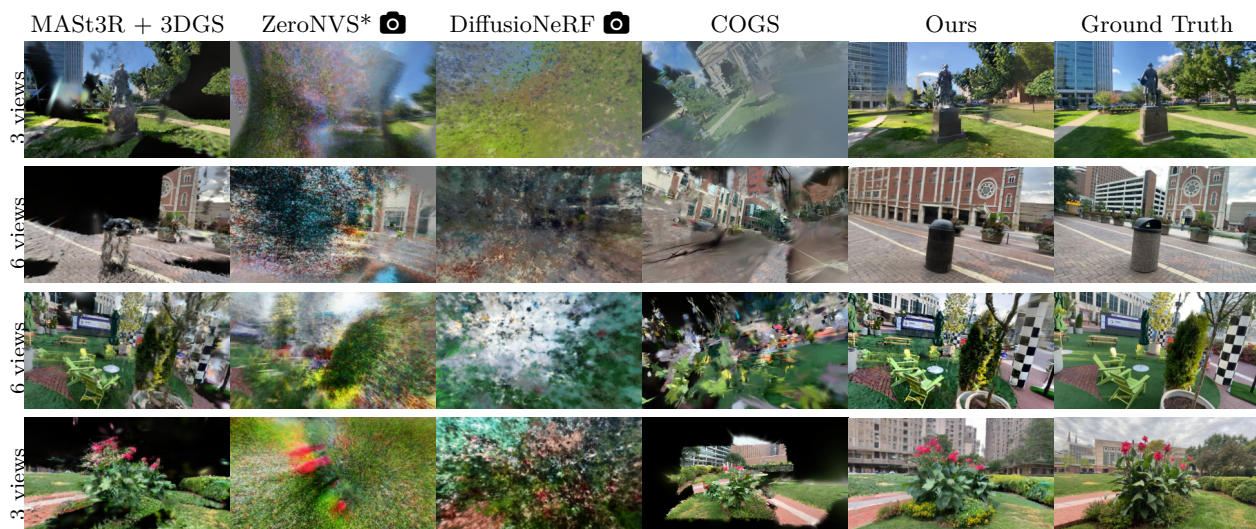 MASt3R + 3DGS ZeroNVS* DiffusioNeRF COGS Ours Ground Truth
3 views
6 views
6 views
3 views